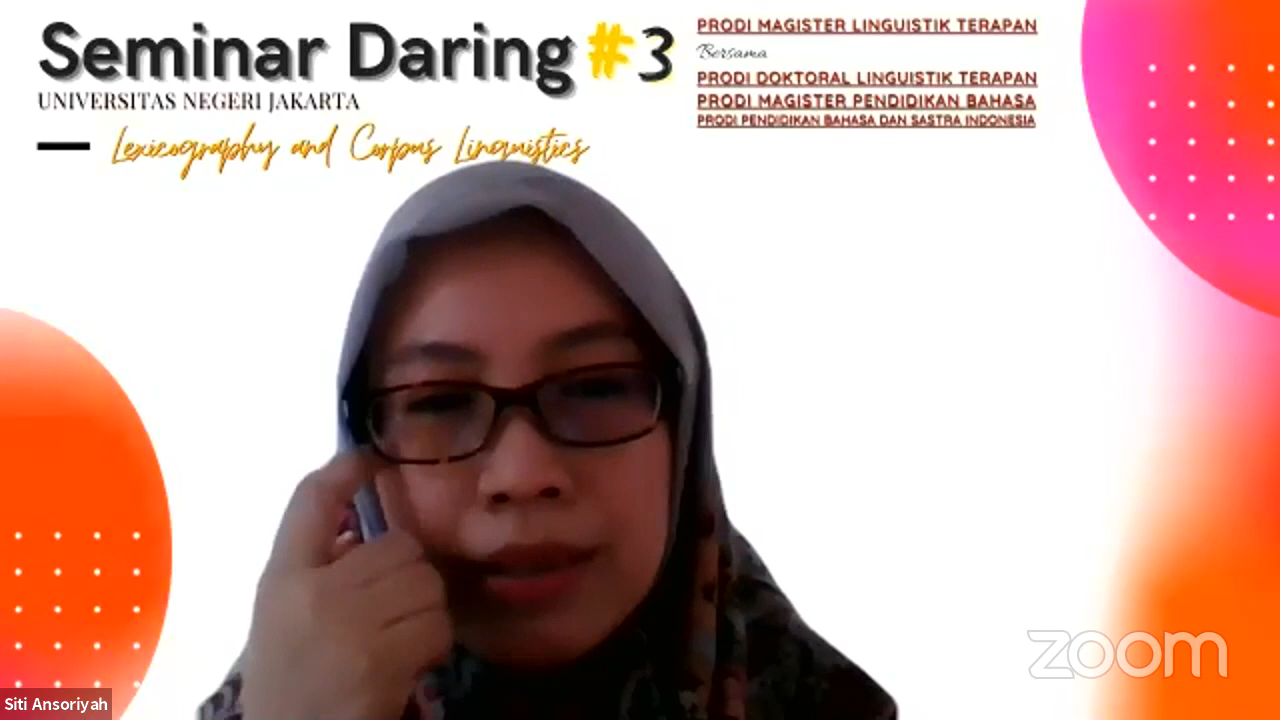 Seminar Daring #3
UNIVERSITAS NEGERI JAKARTA
Lexicography and Corpus Linguistics
PRODI MAGISTER LINGUISTIK TERAPAN
Bersama
PRODI DOKTORAL LINGUISTIK TERAPAN
PRODI MAGISTER PENDIDIKAN BAHASA
PRODI PENDIDIKAN BAHASA DAN SASTRA INDONESIA
zoom
Siti Ansoriyah